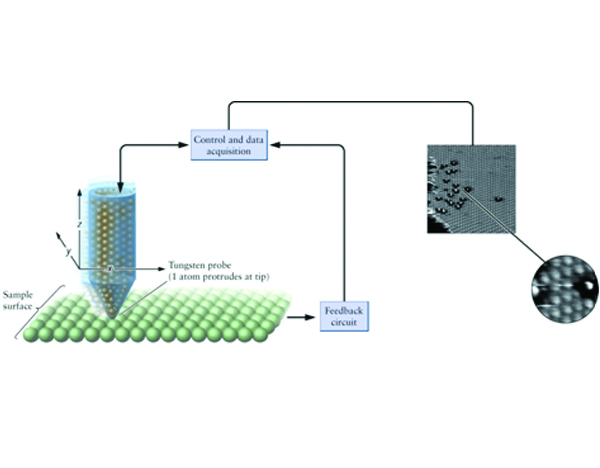 Control and data
acquisition
z
y
x
Tungsten probe
(1 atom protrudes at tip)
Sample
surface
Feedback
circuit